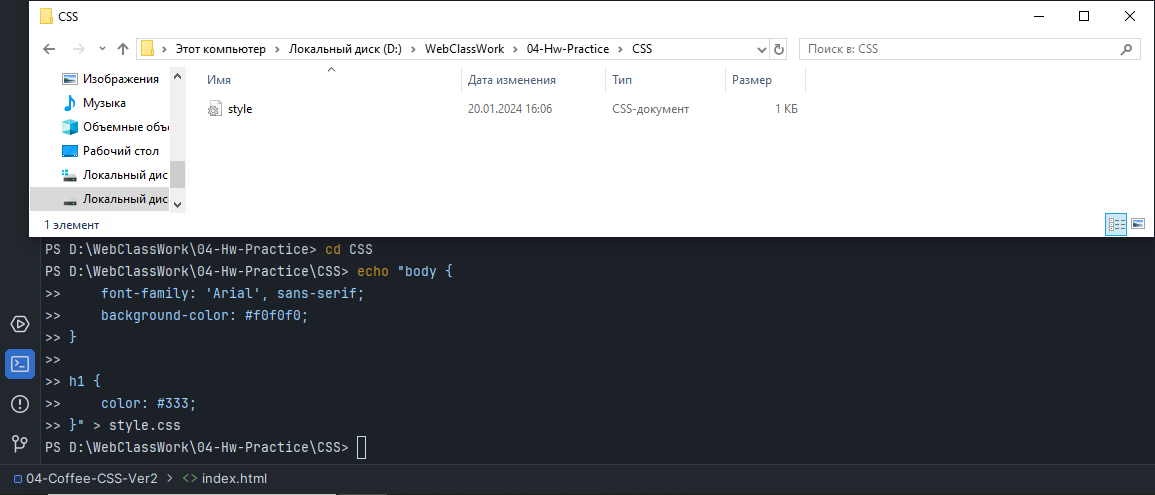 CSS
Этот компьютер > Локальный диск (D:) > WebClassWork > 04-Hw-Practice > CSS
Поиск в: CSS
Имя Дата изменения Тип Размер
Изображения
Музыка
Объемные объ
Рабочий стол
Локальный дис
Локальный дис
style 20.01.2024 16:06 CSS-документ 1 КБ
1 элемент
PS D:\WebClassWork\04-Hw-Practice> cd CSS
PS D:\WebClassWork\04-Hw-Practice\CSS> echo "body {
>>     font-family: 'Arial', sans-serif;
>>     background-color: #f0f0f0;
>> }
>>
>> h1 {
>>     color: #333;
>> }" > style.css
PS D:\WebClassWork\04-Hw-Practice\CSS>
04-Coffee-CSS-Ver2 > <> index.html